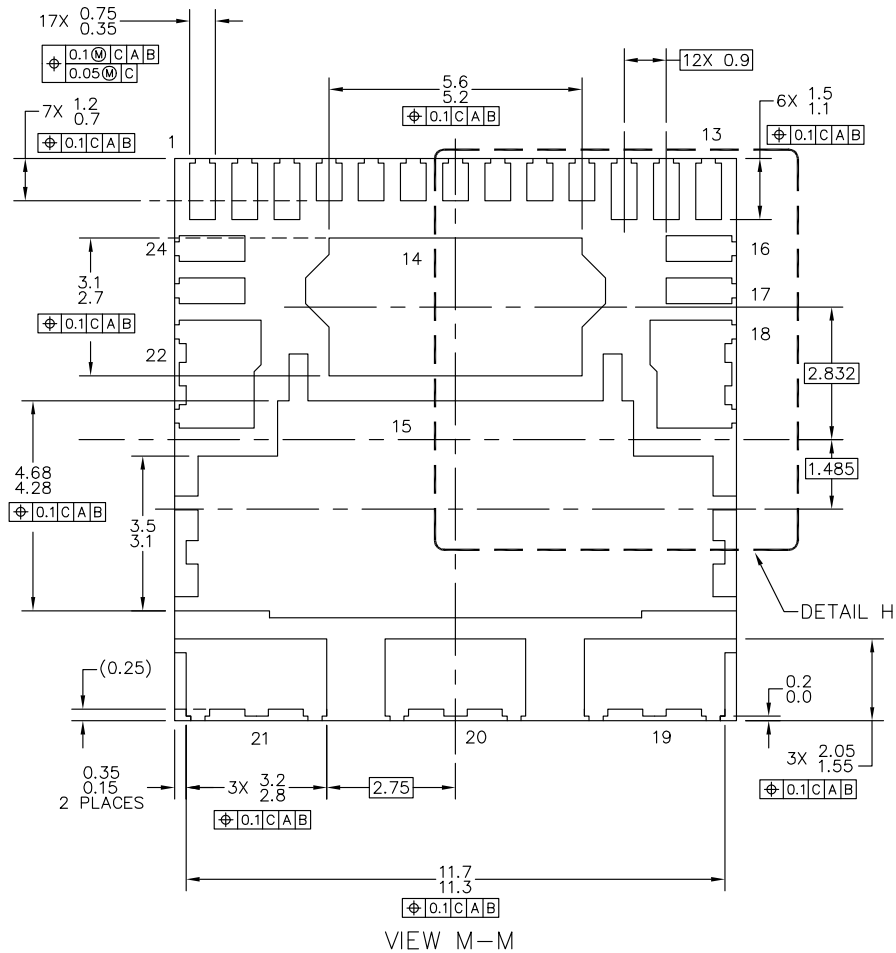 17X 0.75
0.35
⌖ 0.1Ⓜ C A B
0.05Ⓜ C
7X 1.2
0.7
⌖ 0.1 C A B
5.6
5.2
⌖ 0.1 C A B
12X 0.9
6X 1.5
1.1
⌖ 0.1 C A B
1
13
24
14
16
3.1
2.7
⌖ 0.1 C A B
17
22
18
2.832
15
1.485
4.68
4.28
⌖ 0.1 C A B
3.5
3.1
DETAIL H
(0.25)
0.2
0.0
21
20
19
0.35
0.15
2 PLACES
3X 3.2
2.8
⌖ 0.1 C A B
2.75
3X 2.05
1.55
⌖ 0.1 C A B
11.7
11.3
⌖ 0.1 C A B
VIEW M-M